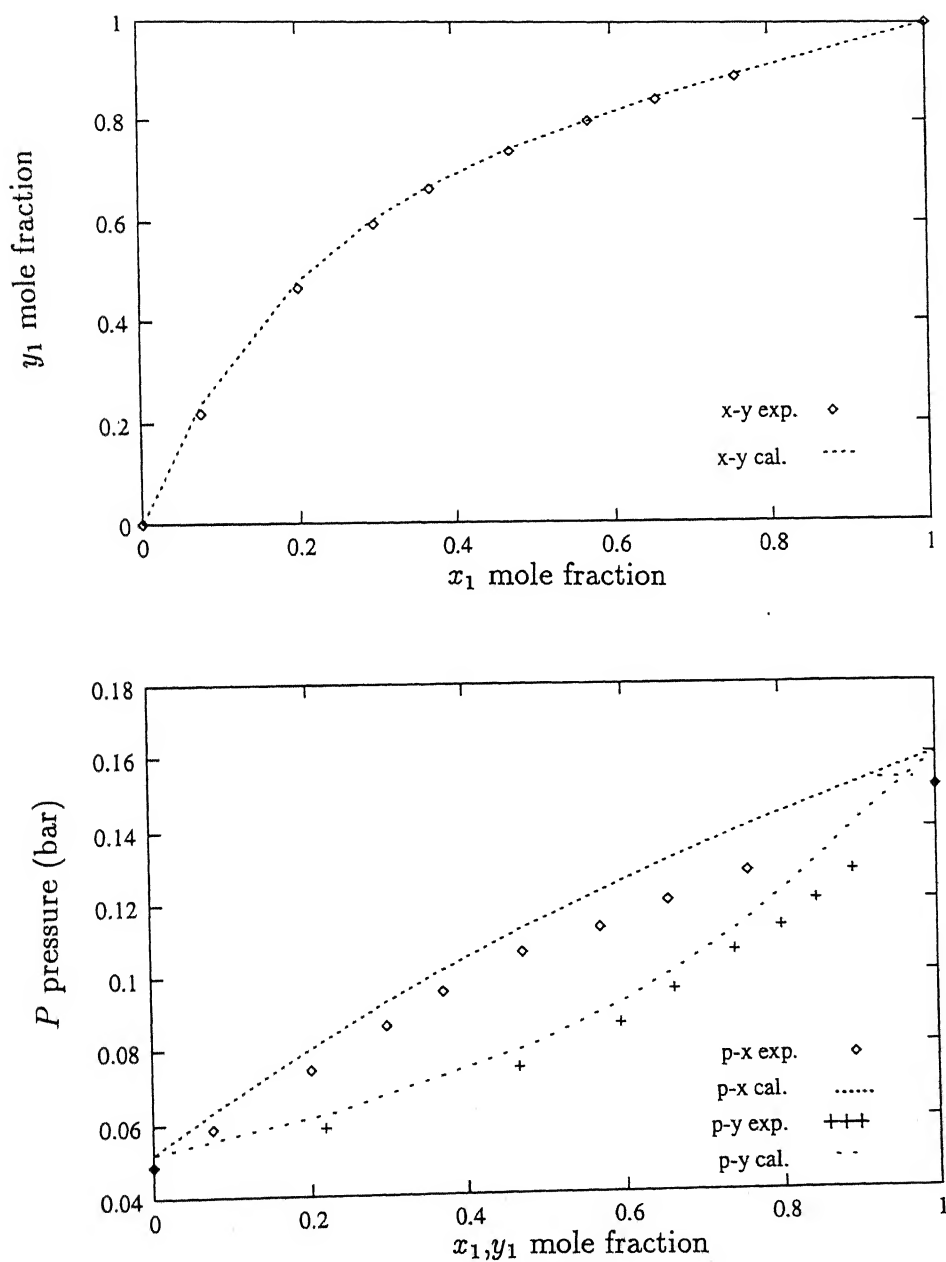 1
0.8
0.6
0.4
0.2
0
y1 mole fraction
x-y exp.
x-y cal.
0 0.2 0.4 0.6 0.8 1
x1 mole fraction
0.18
0.16
0.14
0.12
0.1
0.08
0.06
0.04
P pressure (bar)
p-x exp.
p-x cal.
p-y exp.
p-y cal.
0 0.2 0.4 0.6 0.8 1
x1,y1 mole fraction